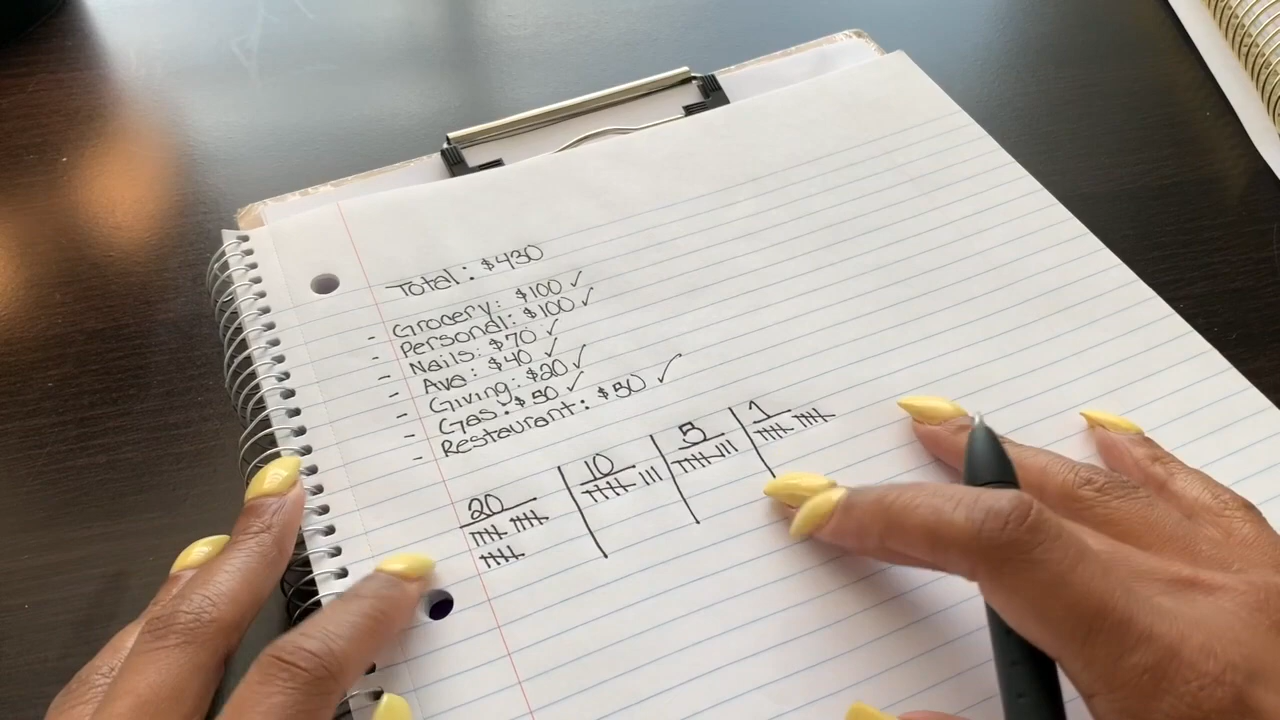 Total: $430
- Grocery: $100 ✓
- Personal: $100 ✓
- Nails: $70 ✓
- Ava: $40 ✓
- Giving: $20 ✓
- Gas: $50 ✓
- Restaurant: $50 ✓
20 10 5 1